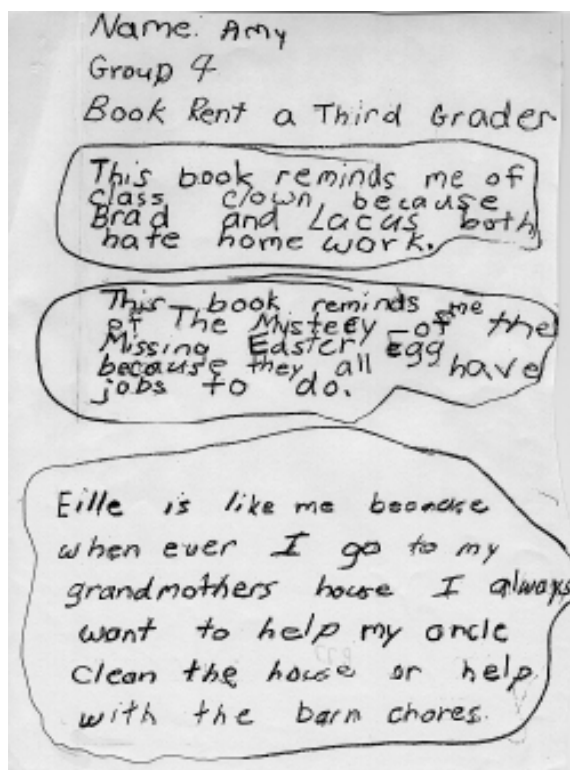 Name: Amy
Group 4
Book Rent a Third Grader
This book reminds me of
class clown because
Brad and Lucus both
hate home work.
This book reminds me
of The Mysteey of the
Missing Easter Egg
because they all have
jobs to do.
Eille is like me because
when ever I go to my
grandmothers house I always
want to help my oncle
clean the house or help
with the barn chores.